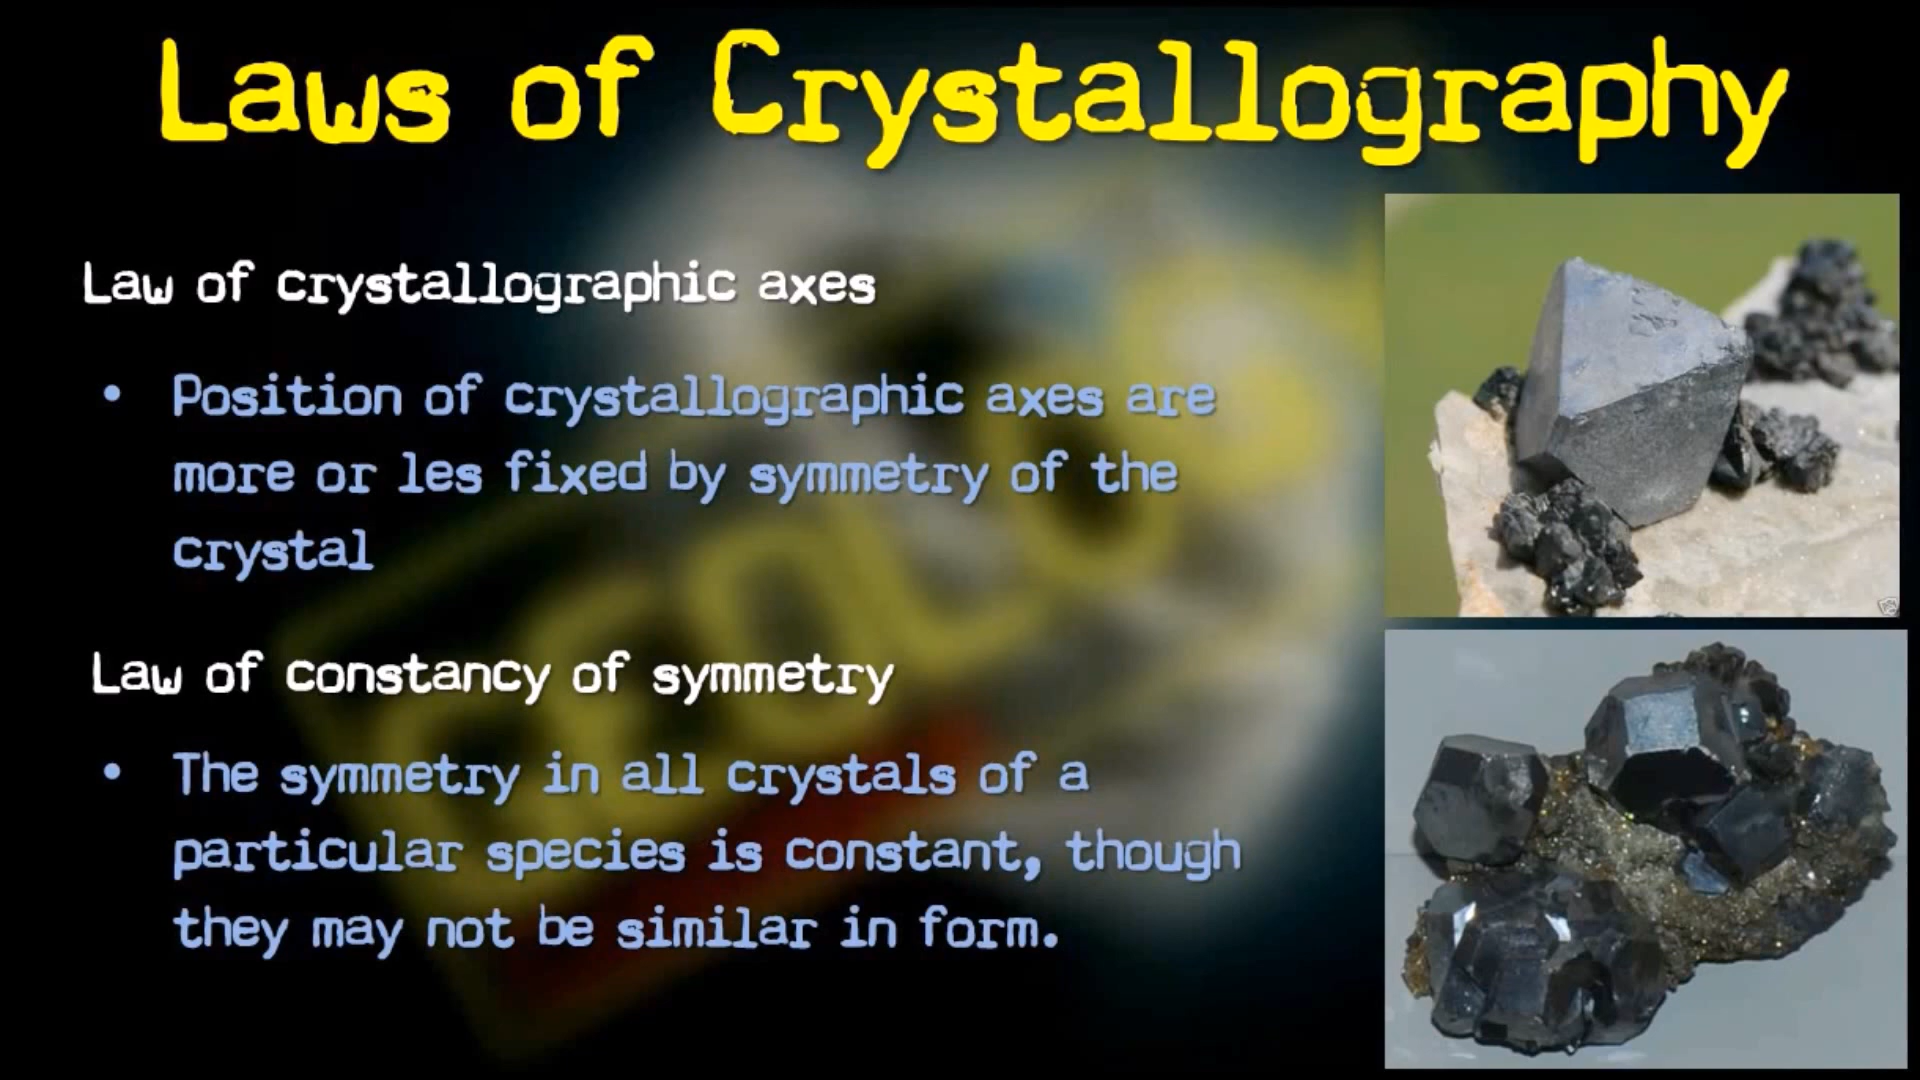 Laws of Crystallography
Law of crystallographic axes
• Position of crystallographic axes are
more or les fixed by symmetry of the
crystal
Law of constancy of symmetry
• The symmetry in all crystals of a
particular species is constant, though
they may not be similar in form.